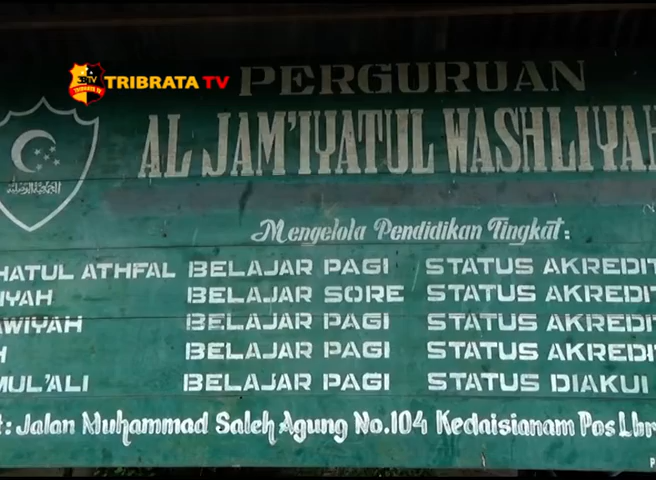 TRIBRATA TV
PERGURUAN
AL JAM'IYATUL WASHLIYAH
Mengelola Pendidikan Tingkat:
HATUL ATHFAL BELAJAR PAGI STATUS AKREDIT
IYAH BELAJAR SORE STATUS AKREDIT
AWIYAH BELAJAR PAGI STATUS AKREDIT
H BELAJAR PAGI STATUS AKREDIT
MUL'ALI BELAJAR PAGI STATUS DIAKUI
t: Jalan Muhammad Saleh Agung No.104 Kedaisianam Pos Lbr